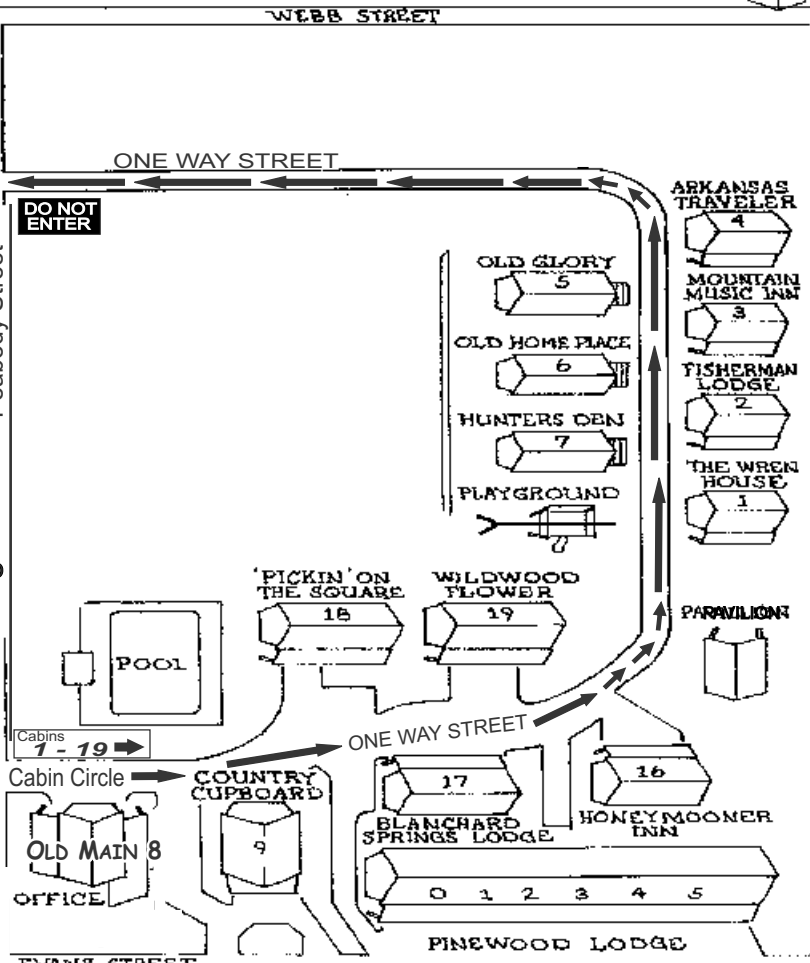 WEBB STREET
ONE WAY STREET
DO NOT
ENTER
ARKANSAS
TRAVELER
4
OLD GLORY
5
MOUNTAIN
MUSIC INN
3
OLD HOME PLACE
6
FISHERMAN
LODGE
2
HUNTERS DEN
7
THE WREN
HOUSE
1
PLAYGROUND
'PICKIN' ON
THE SQUARE
18
WILDWOOD
FLOWER
19
PAVILION
POOL
Cabins
1 - 19
ONE WAY STREET
Cabin Circle
COUNTRY
CUPBOARD
9
17
BLANCHARD
SPRINGS LODGE
16
HONEYMOONER
INN
OLD MAIN 8
OFFICE
0 1 2 3 4 5
PINEWOOD LODGE